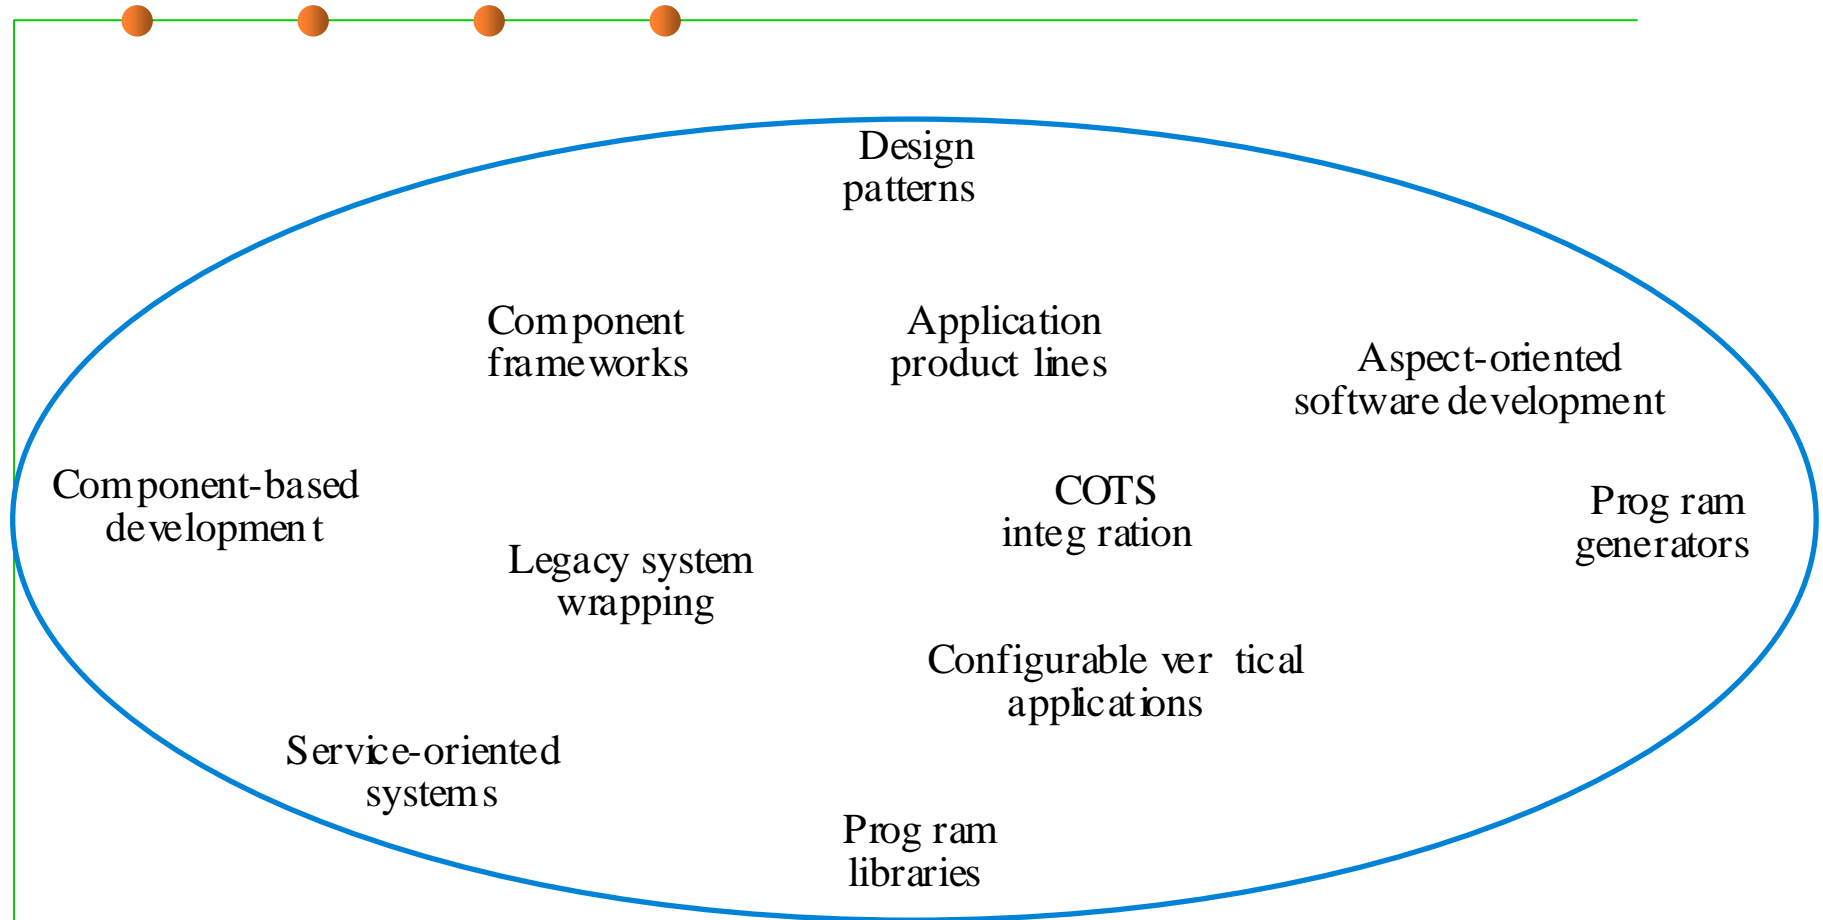 Design
patterns
Component
frameworks
Application
product lines
Aspect-oriented
software development
Component-based
development
COTS
integ ration
Prog ram
generators
Legacy system
wrapping
Configurable ver tical
applications
Service-oriented
systems
Prog ram
libraries